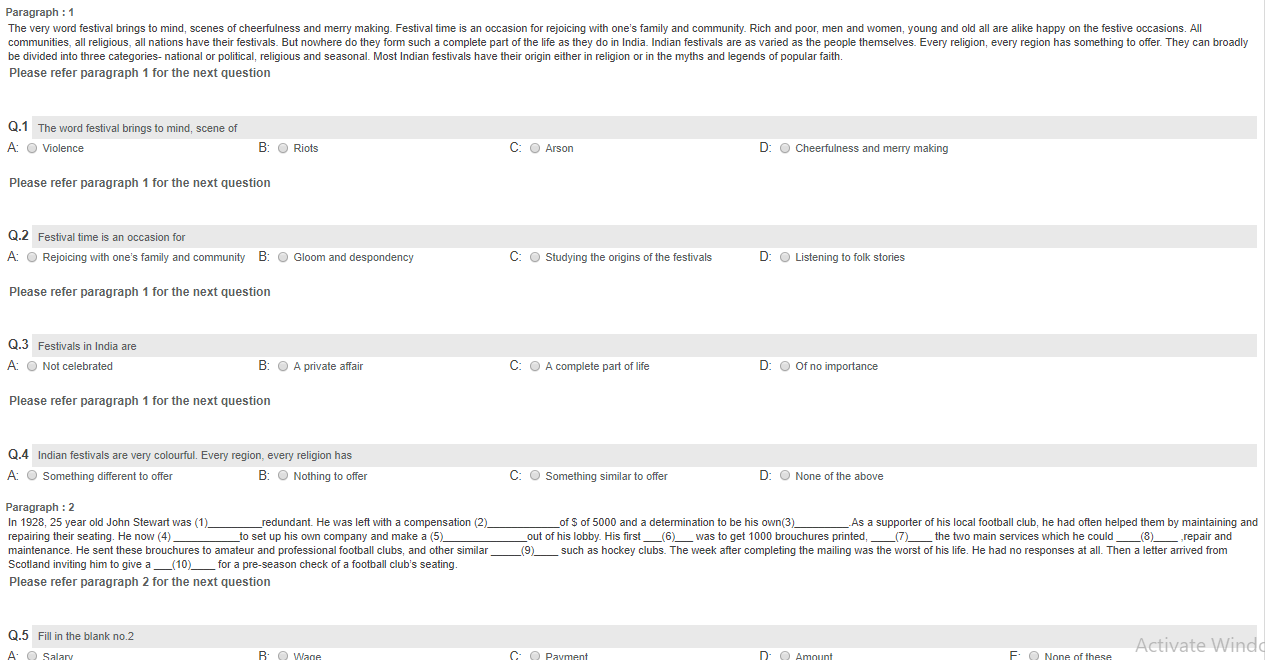 Paragraph : 1
The very word festival brings to mind, scenes of cheerfulness and merry making. Festival time is an occasion for rejoicing with one's family and community. Rich and poor, men and women, young and old all are alike happy on the festive occasions. All
communities, all religious, all nations have their festivals. But nowhere do they form such a complete part of the life as they do in India. Indian festivals are as varied as the people themselves. Every religion, every region has something to offer. They can broadly
be divided into three categories- national or political, religious and seasonal. Most Indian festivals have their origin either in religion or in the myths and legends of popular faith.
Please refer paragraph 1 for the next question
Q.1 The word festival brings to mind, scene of
A: Violence B: Riots C: Arson D: Cheerfulness and merry making
Please refer paragraph 1 for the next question
Q.2 Festival time is an occasion for
A: Rejoicing with one's family and community B: Gloom and despondency C: Studying the origins of the festivals D: Listening to folk stories
Please refer paragraph 1 for the next question
Q.3 Festivals in India are
A: Not celebrated B: A private affair C: A complete part of life D: Of no importance
Please refer paragraph 1 for the next question
Q.4 Indian festivals are very colourful. Every region, every religion has
A: Something different to offer B: Nothing to offer C: Something similar to offer D: None of the above
Paragraph : 2
In 1928, 25 year old John Stewart was (1)_________redundant. He was left with a compensation (2)____________of $ of 5000 and a determination to be his own(3)_________.As a supporter of his local football club, he had often helped them by maintaining and
repairing their seating. He now (4) ___________to set up his own company and make a (5)______________out of his lobby. His first ___(6)___ was to get 1000 brouchures printed, ____(7)____ the two main services which he could ____(8)____ ,repair and
maintenance. He sent these brouchures to amateur and professional football clubs, and other similar _____(9)____ such as hockey clubs. The week after completing the mailing was the worst of his life. He had no responses at all. Then a letter arrived from
Scotland inviting him to give a ___(10)____ for a pre-season check of a football club's seating.
Please refer paragraph 2 for the next question
Q.5 Fill in the blank no.2
A: Salary B: Wage C: Payment D: Amount E: None of these
Activate Windo